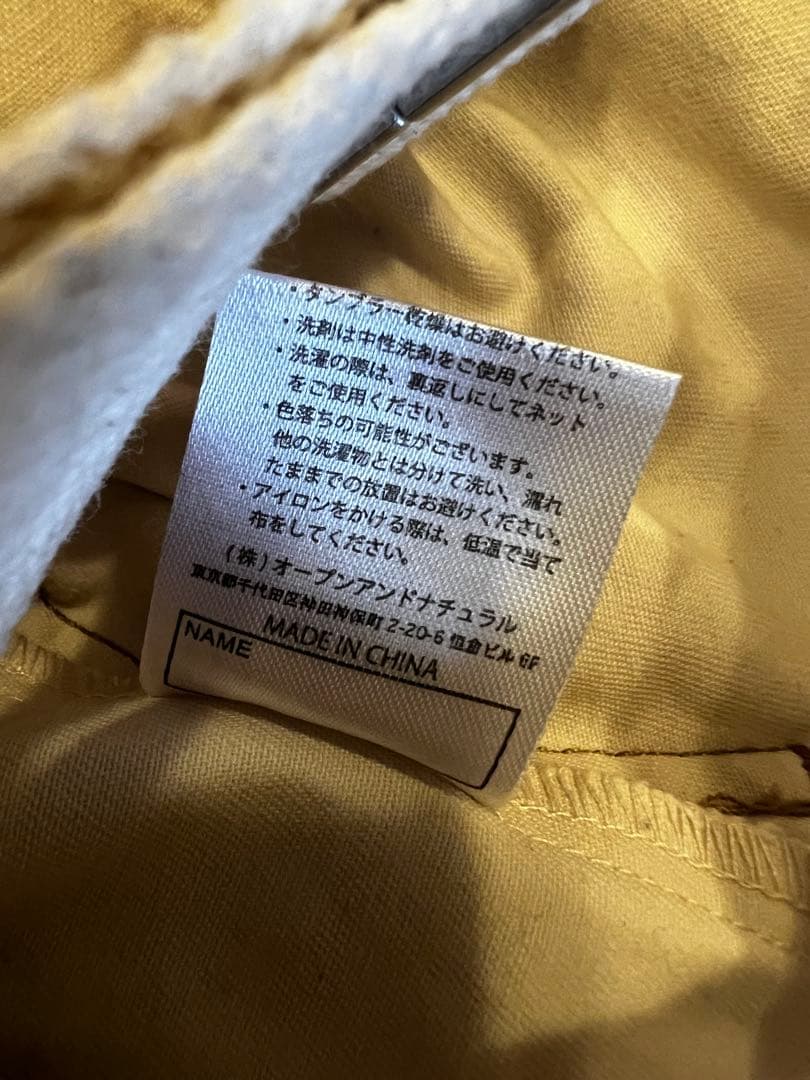 ・タンブラー乾燥はお避けください。
・洗剤は中性洗剤をご使用ください。
・洗濯の際は、裏返しにしてネット
をご使用ください。
・色落ちの可能性がございます。
他の洗濯物とは分けて洗い、濡れ
たままでの放置はお避けください。
・アイロンをかける際は、低温で当て
布をしてください。
(株)オープンアンドナチュラル
東京都千代田区神田神保町 2-20-6 恒倉ビル 6F
MADE IN CHINA
NAME